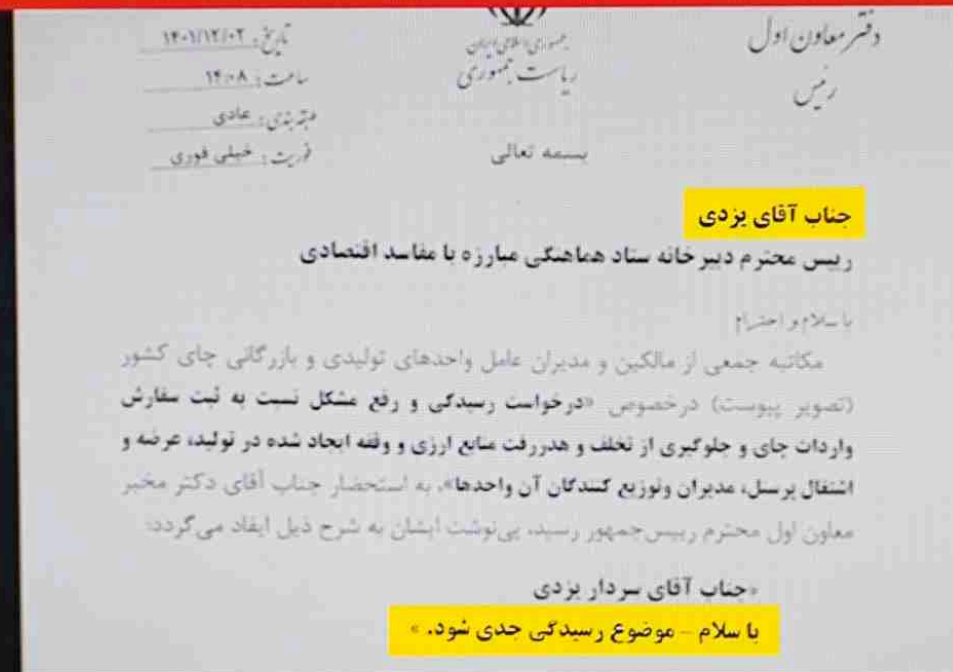 دفتر معاون اول
رئیس
جمهوری اسلامی ایران
ریاست جمهوری
تاریخ: ۱۴۰۱/۱۲/۰۲
ساعت: ۱۴:۰۸
طبقه بندی: عادی
فوریت: خیلی فوری
بسمه تعالی
جناب آقای یزدی
رییس محترم دبیرخانه ستاد هماهنگی مبارزه با مفاسد اقتصادی
با سلام و احترام
مکاتبه جمعی از مالکین و مدیران عامل واحدهای تولیدی و بازرگانی چای کشور
(تصویر پیوست) درخصوص «درخواست رسیدگی و رفع مشکل نسبت به ثبت سفارش
واردات چای و جلوگیری از تخلف و هدررفت منابع ارزی و وقفه ایجاد شده در تولید، عرضه و
اشتغال پرسنل، مدیران وتوزیع کنندگان آن واحدها»، به استحضار جناب آقای دکتر مخبر
معاون اول محترم رییس‌جمهور رسید، پی‌نوشت ایشان به شرح ذیل ایفاد می‌گردد:
«جناب آقای سردار یزدی
با سلام – موضوع رسیدگی جدی شود. »